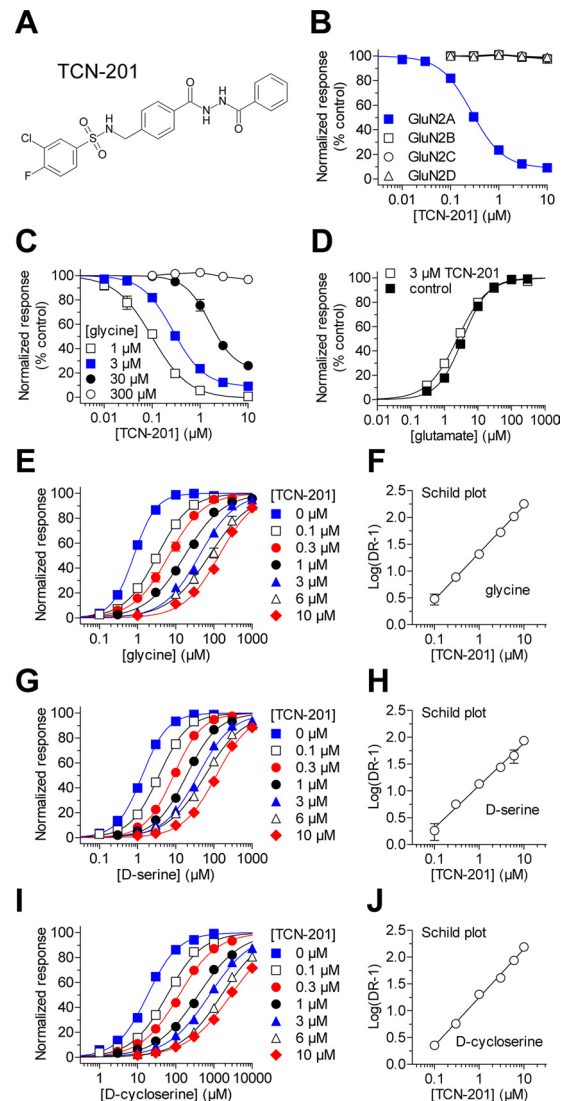 A
TCN-201
O
H
N
N
H
O
H
N
O
S
O
Cl
F
B
Normalized response
(% control)
100
80
60
40
20
0
GluN2A
GluN2B
GluN2C
GluN2D
0.01 0.1 1 10
[TCN-201] (µM)
C
Normalized response
(% control)
100
80
60
40
20
0
[glycine]
1 µM
3 µM
30 µM
300 µM
0.01 0.1 1 10
[TCN-201] (µM)
D
Normalized response
(% control)
100
80
60
40
20
0
3 µM TCN-201
control
0.01 0.1 1 10 100 1000
[glutamate] (µM)
E
Normalized response
100
80
60
40
20
0
0.1 1 10 100 1000
[glycine] (µM)
[TCN-201]
0 µM
0.1 µM
0.3 µM
1 µM
3 µM
6 µM
10 µM
F
Log(DR-1)
2.5
2.0
1.5
1.0
0.5
0.0
Schild plot
glycine
0.1 1 10
[TCN-201] (µM)
G
Normalized response
100
80
60
40
20
0
0.1 1 10 100 1000
[D-serine] (µM)
[TCN-201]
0 µM
0.1 µM
0.3 µM
1 µM
3 µM
6 µM
10 µM
H
Log(DR-1)
2.5
2.0
1.5
1.0
0.5
0.0
Schild plot
D-serine
0.1 1 10
[TCN-201] (µM)
I
Normalized response
100
80
60
40
20
0
1 10 100 1000 10000
[D-cycloserine] (µM)
[TCN-201]
0 µM
0.1 µM
0.3 µM
1 µM
3 µM
6 µM
10 µM
J
Log(DR-1)
2.5
2.0
1.5
1.0
0.5
0.0
Schild plot
D-cycloserine
0.1 1 10
[TCN-201] (µM)